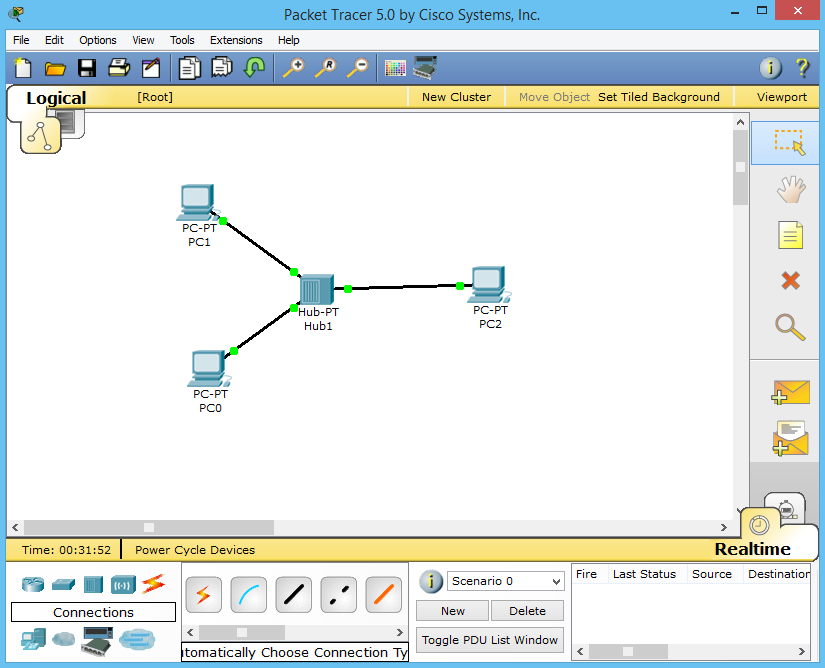 Packet Tracer 5.0 by Cisco Systems, Inc.
File Edit Options View Tools Extensions Help
Logical [Root] New Cluster Move Object Set Tiled Background Viewport
PC-PT
PC1
Hub-PT
Hub1
PC-PT
PC2
PC-PT
PC0
Time: 00:31:52 Power Cycle Devices
Realtime
Connections
utomatically Choose Connection Ty
Scenario 0
New Delete
Toggle PDU List Window
Fire Last Status Source Destination